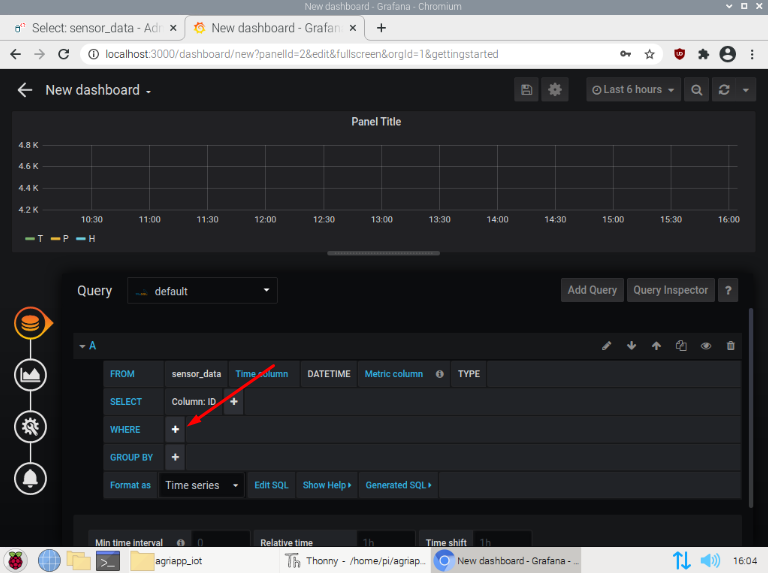 New dashboard - Grafana - Chromium
Select: sensor_data - Adm
New dashboard - Grafana
localhost:3000/dashboard/new?panelId=2&edit&fullscreen&orgId=1&gettingstarted
New dashboard
Last 6 hours
Panel Title
4.8 K
4.6 K
4.4 K
4.2 K
10:30 11:00 11:30 12:00 12:30 13:00 13:30 14:00 14:30 15:00 15:30 16:00
T P H
Query default Add Query Query Inspector ?
A
FROM sensor_data Time column DATETIME Metric column TYPE
SELECT Column: ID +
WHERE +
GROUP BY +
Format as Time series Edit SQL Show Help Generated SQL
Min time interval 0 Relative time 1h Time shift 1h
agriapp_iot Thonny - /home/pi/agriap... New dashboard - Grafana - ... 16:04